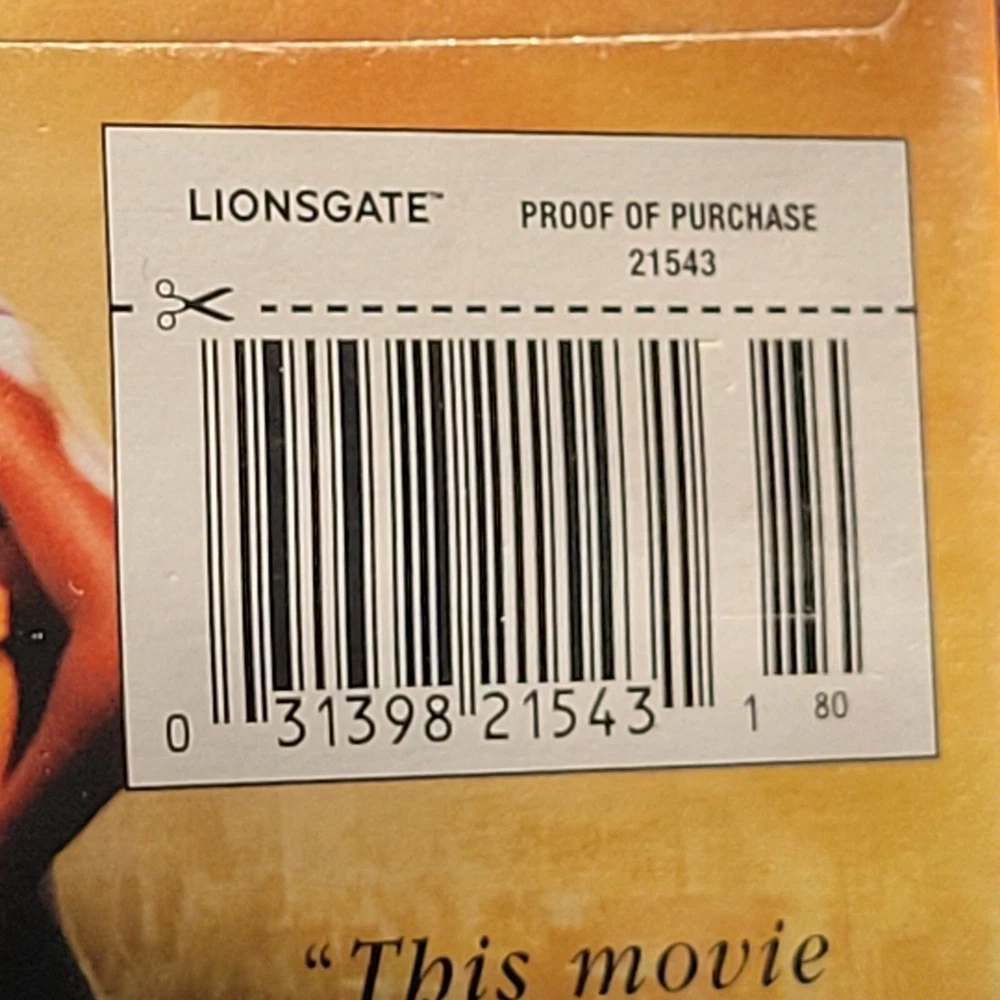 LIONSGATE™
PROOF OF PURCHASE
21543
0 31398 21543 1 80
"This movie